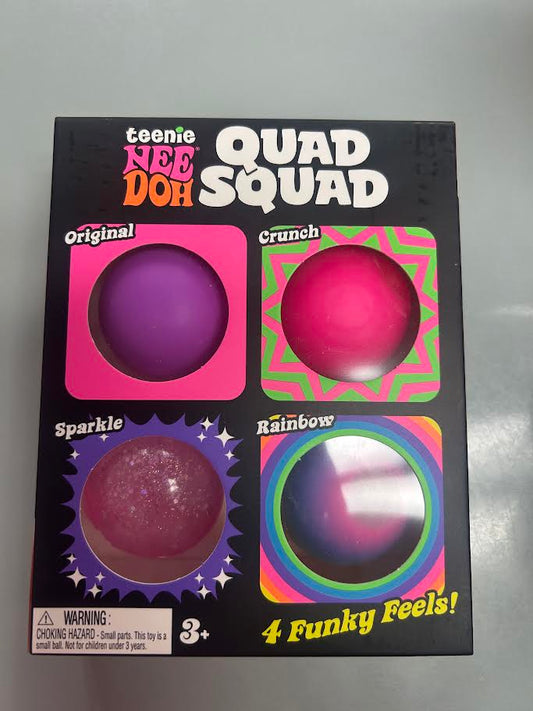 teenie
NEE
DOH
QUAD
SQUAD
Original
Crunch
Sparkle
Rainbow
⚠ WARNING:
CHOKING HAZARD - Small parts. This toy is a
small ball. Not for children under 3 years.
3+
4 Funky Feels!